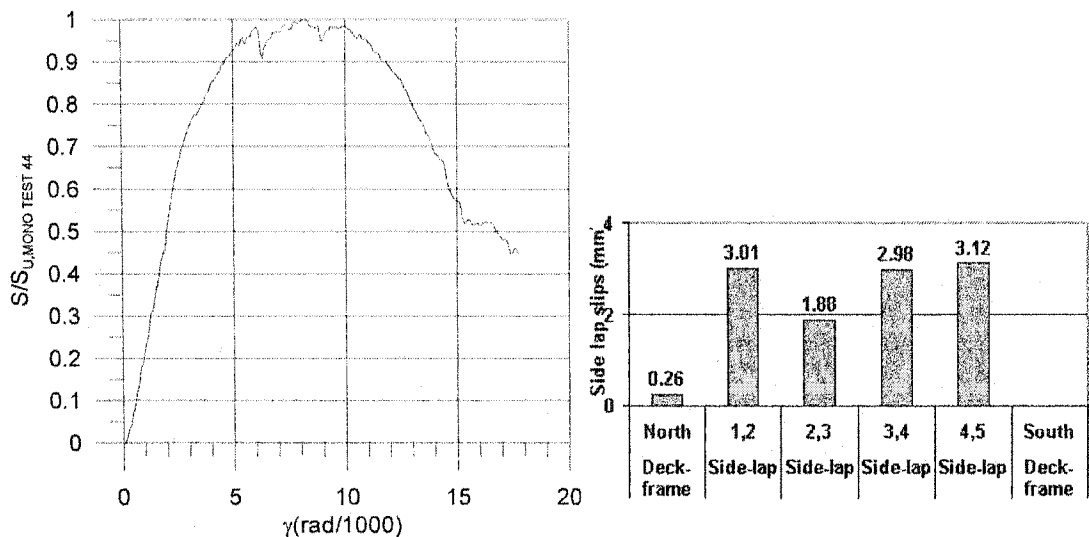 1
0.9
0.8
0.7
0.6
0.5
0.4
0.3
0.2
0.1
0
S/S_U,MONO TEST 44
0 5 10 15 20
γ(rad/1000)
Side lap slips (mm)
4
2
0
0.26 3.01 1.88 2.98 3.12
North 1,2 2,3 3,4 4,5 South
Deck-frame Side-lap Side-lap Side-lap Side-lap Deck-frame